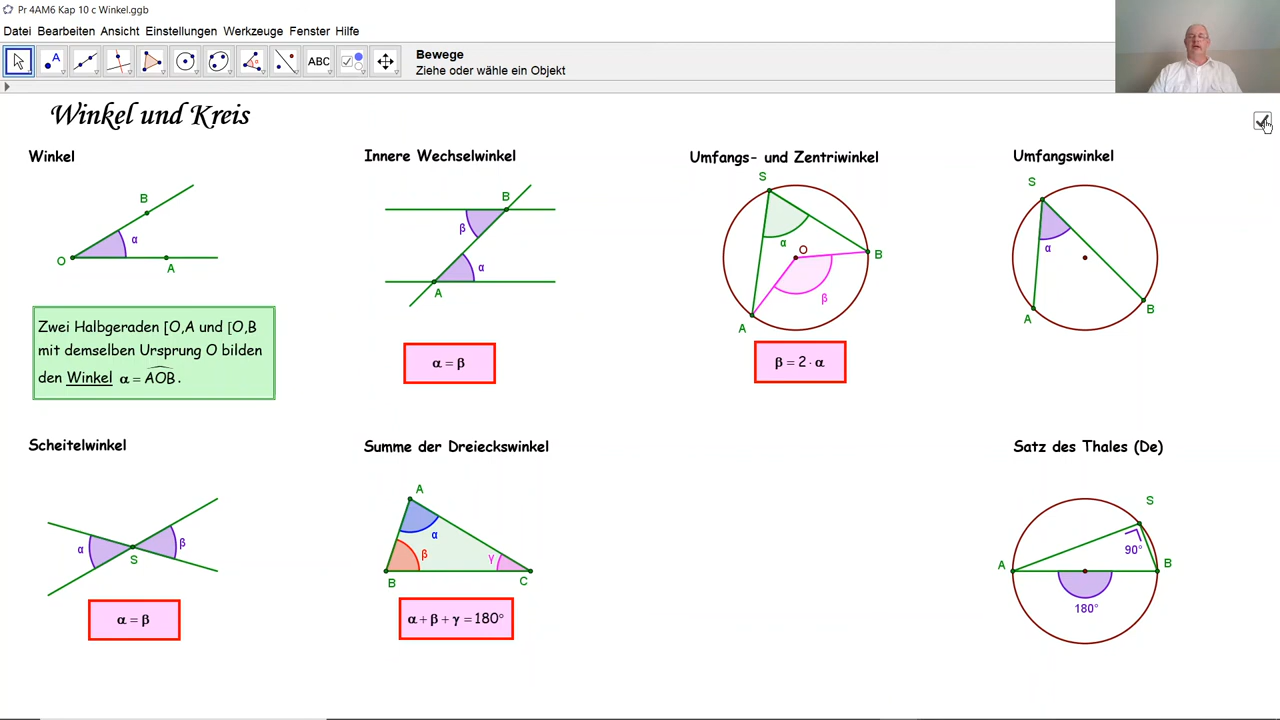 Pr 4AM6 Kap 10 c Winkel.ggb
Datei Bearbeiten Ansicht Einstellungen Werkzeuge Fenster Hilfe
A
ABC
Bewege
Ziehe oder wähle ein Objekt
Winkel und Kreis
Winkel
B
α
O
A
Zwei Halbgeraden [O,A und [O,B
mit demselben Ursprung O bilden
den Winkel α = AOB .
Innere Wechselwinkel
B
β
α
A
α = β
Umfangs- und Zentriwinkel
S
α
O
B
β
A
β = 2 · α
Umfangswinkel
S
α
A
B
Scheitelwinkel
α
β
S
α = β
Summe der Dreieckswinkel
A
α
β
γ
B
C
α + β + γ = 180°
Satz des Thales (De)
S
90°
A
B
180°